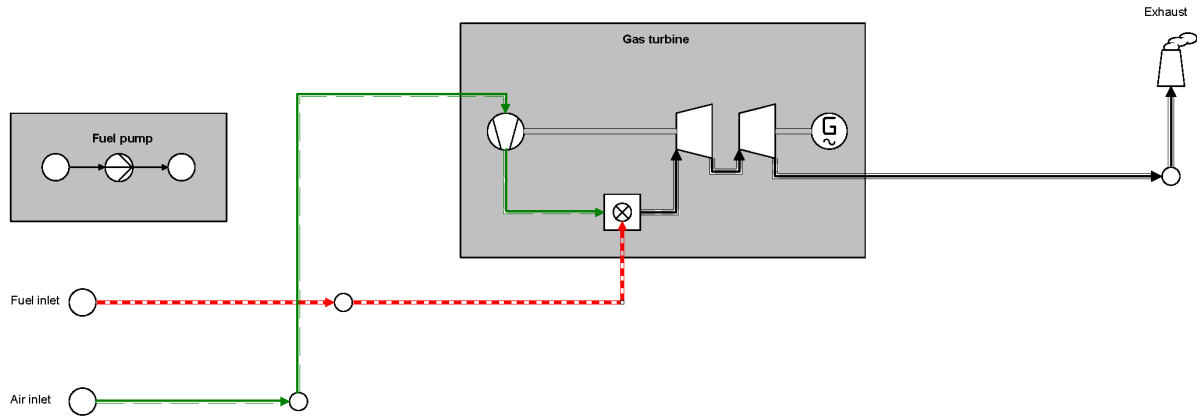 Exhaust
Gas turbine
Fuel pump
G
~
Fuel inlet
Air inlet